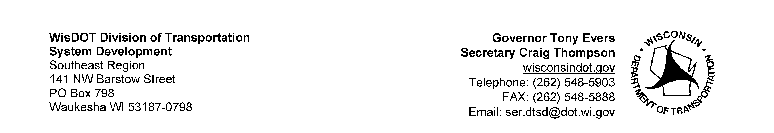 WisDOT Division of Transportation
System Development
Southeast Region
141 NW Barstow Street
PO Box 798
Waukesha WI 53187-0798
Governor Tony Evers
Secretary Craig Thompson
wisconsindot.gov
Telephone: (262) 548-5903
FAX: (262) 548-5888
Email: ser.dtsd@dot.wi.gov
WISCONSIN
DEPARTMENT OF TRANSPORTATION